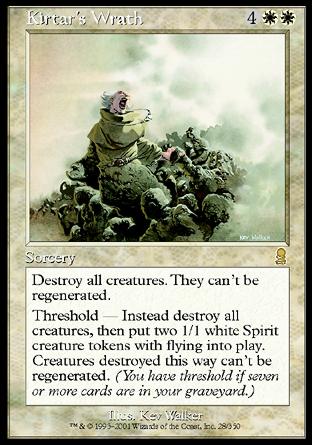 Kirtar's Wrath 4
KEV WALKER
Sorcery
Destroy all creatures. They can't be
regenerated.
Threshold — Instead destroy all
creatures, then put two 1/1 white Spirit
creature tokens with flying into play.
Creatures destroyed this way can't be
regenerated. (You have threshold if seven
or more cards are in your graveyard.)
Illus. Kev Walker
™ & © 1993-2001 Wizards of the Coast, Inc. 28/350